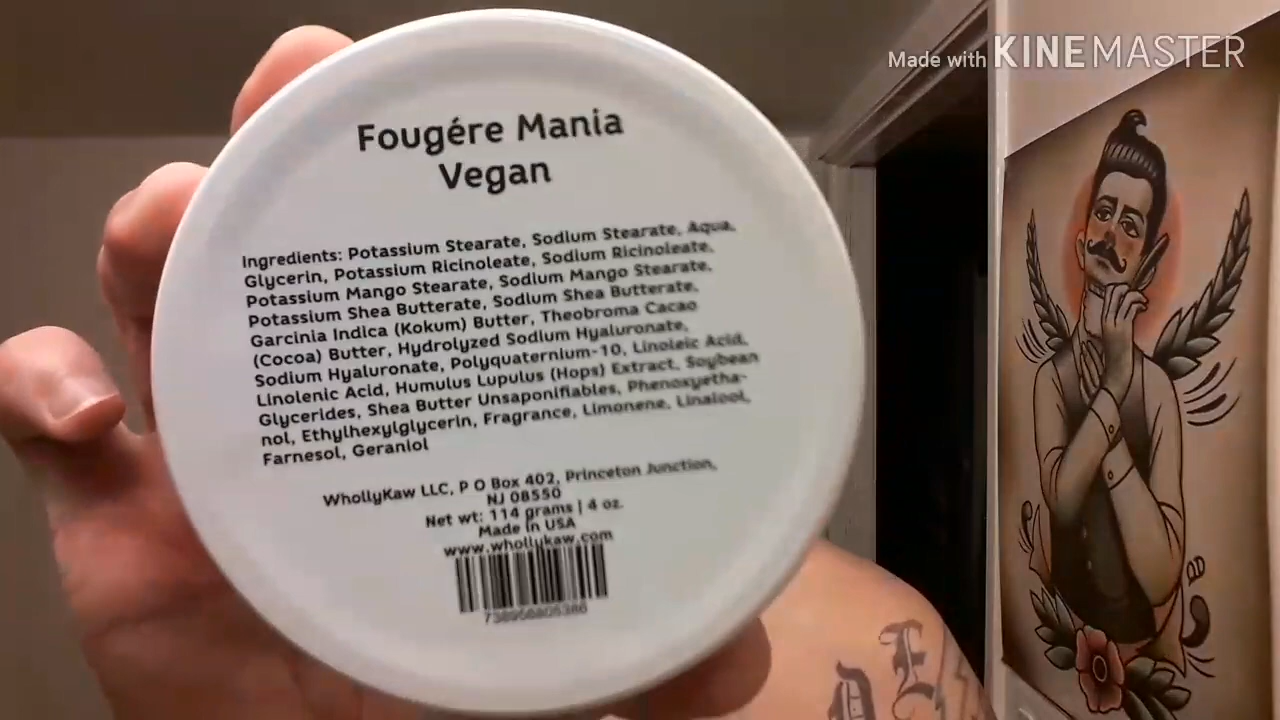 Made with KINEMASTER
Fougére Mania
Vegan
Ingredients: Potassium Stearate, Sodium Stearate, Aqua,
Glycerin, Potassium Ricinoleate, Sodium Ricinoleate,
Potassium Mango Stearate, Sodium Mango Stearate,
Potassium Shea Butterate, Sodium Shea Butterate,
Garcinia Indica (Kokum) Butter, Theobroma Cacao
(Cocoa) Butter, Hydrolyzed Sodium Hyaluronate,
Sodium Hyaluronate, Polyquaternium-10, Linoleic Acid,
Linolenic Acid, Humulus Lupulus (Hops) Extract, Soybean
Glycerides, Shea Butter Unsaponifiables, Phenoxyetha-
nol, Ethylhexylglycerin, Fragrance, Limonene, Linalool,
Farnesol, Geraniol
WhollyKaw LLC, P O Box 402, Princeton Junction,
NJ 08550
Net wt: 114 grams | 4 oz.
Made in USA
www.whollykaw.com